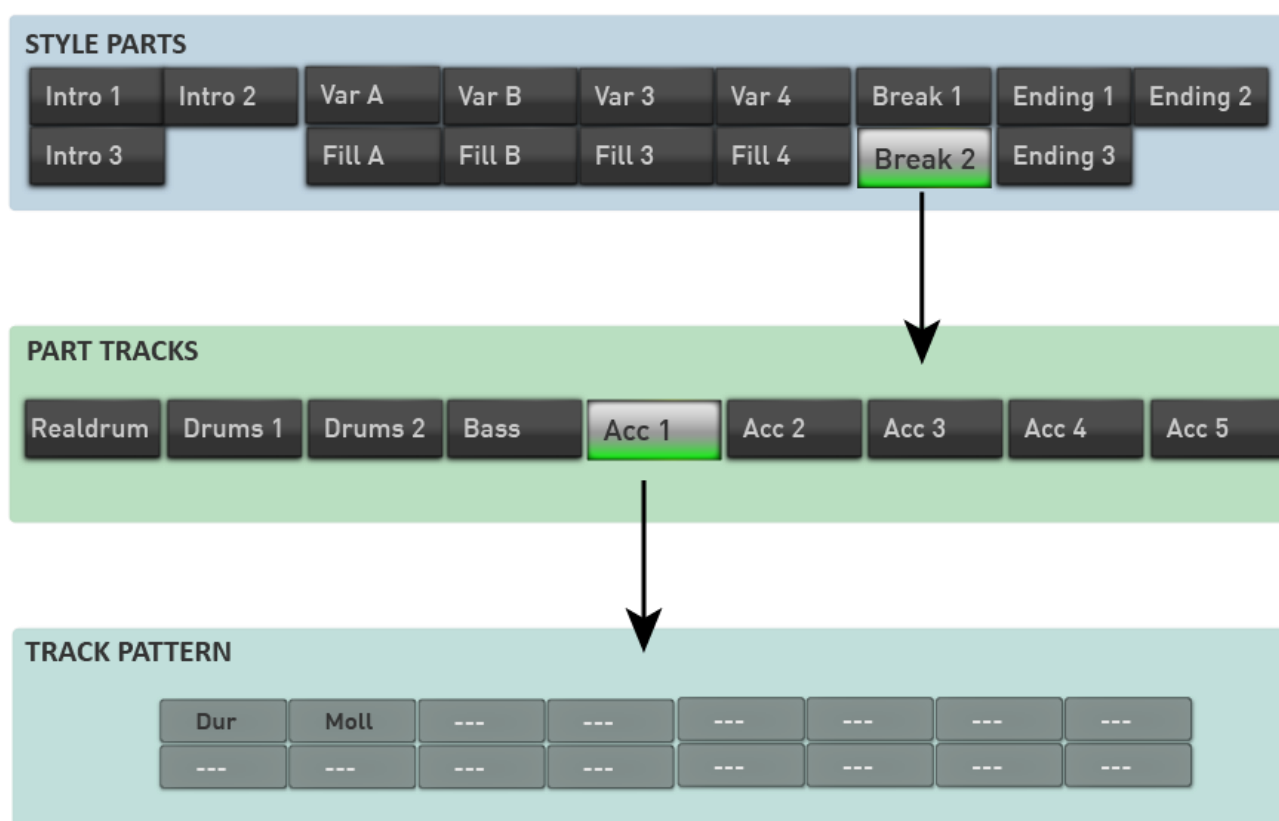 STYLE PARTS
Intro 1 Intro 2 Var A Var B Var 3 Var 4 Break 1 Ending 1 Ending 2
Intro 3 Fill A Fill B Fill 3 Fill 4 Break 2 Ending 3
PART TRACKS
Realdrum Drums 1 Drums 2 Bass Acc 1 Acc 2 Acc 3 Acc 4 Acc 5
TRACK PATTERN
Dur Moll --- --- --- --- --- ---
--- --- --- --- --- --- --- ---